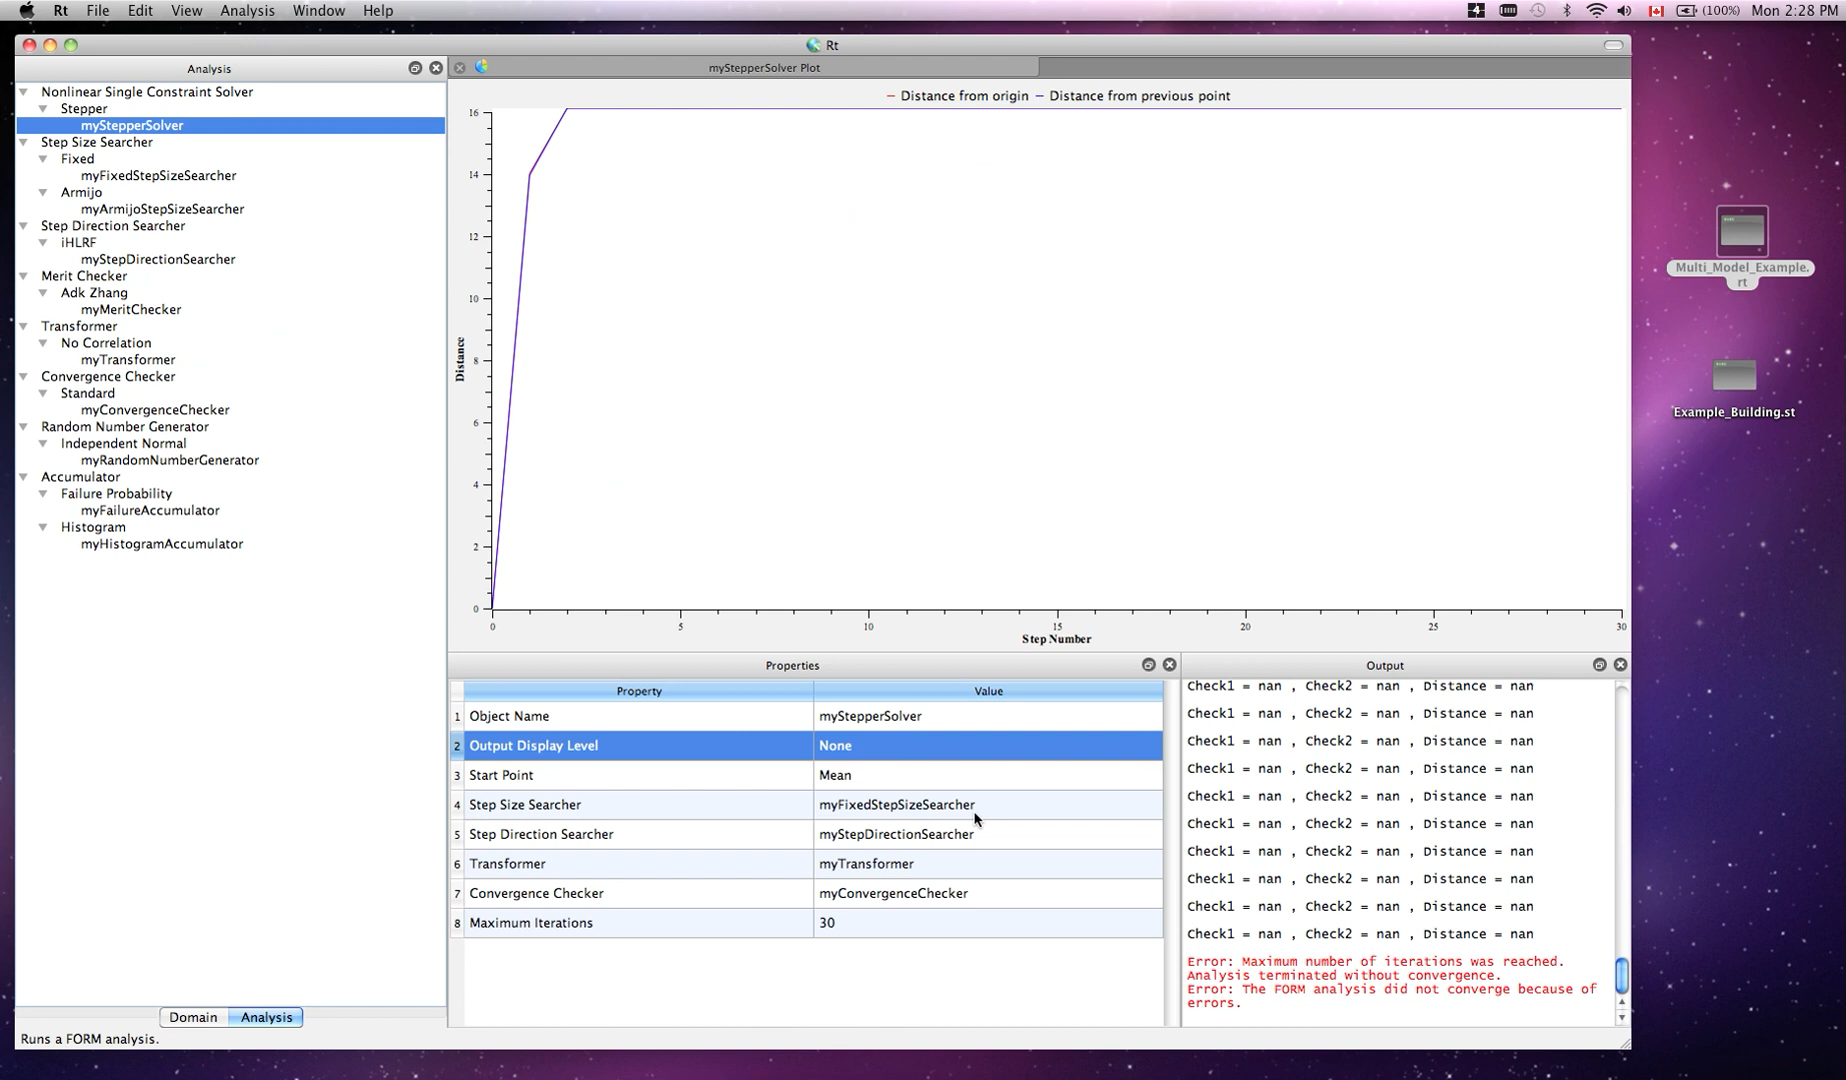 Rt File Edit View Analysis Window Help
4 (100%) Mon 2:28 PM
Rt
Analysis
Nonlinear Single Constraint Solver
Stepper
myStepperSolver
Step Size Searcher
Fixed
myFixedStepSizeSearcher
Armijo
myArmijoStepSizeSearcher
Step Direction Searcher
iHLRF
myStepDirectionSearcher
Merit Checker
Adk Zhang
myMeritChecker
Transformer
No Correlation
myTransformer
Convergence Checker
Standard
myConvergenceChecker
Random Number Generator
Independent Normal
myRandomNumberGenerator
Accumulator
Failure Probability
myFailureAccumulator
Histogram
myHistogramAccumulator
Domain Analysis
Runs a FORM analysis.
myStepperSolver Plot
Distance from origin Distance from previous point
16
14
12
10
8
6
4
2
0
Distance
0 5 10 15 20 25 30
Step Number
Properties
Property Value
1 Object Name myStepperSolver
2 Output Display Level None
3 Start Point Mean
4 Step Size Searcher myFixedStepSizeSearcher
5 Step Direction Searcher myStepDirectionSearcher
6 Transformer myTransformer
7 Convergence Checker myConvergenceChecker
8 Maximum Iterations 30
Output
Check1 = nan , Check2 = nan , Distance = nan
Check1 = nan , Check2 = nan , Distance = nan
Check1 = nan , Check2 = nan , Distance = nan
Check1 = nan , Check2 = nan , Distance = nan
Check1 = nan , Check2 = nan , Distance = nan
Check1 = nan , Check2 = nan , Distance = nan
Check1 = nan , Check2 = nan , Distance = nan
Check1 = nan , Check2 = nan , Distance = nan
Check1 = nan , Check2 = nan , Distance = nan
Check1 = nan , Check2 = nan , Distance = nan
Error: Maximum number of iterations was reached.
Analysis terminated without convergence.
Error: The FORM analysis did not converge because of
errors.
Multi_Model_Example.
rt
Example_Building.st